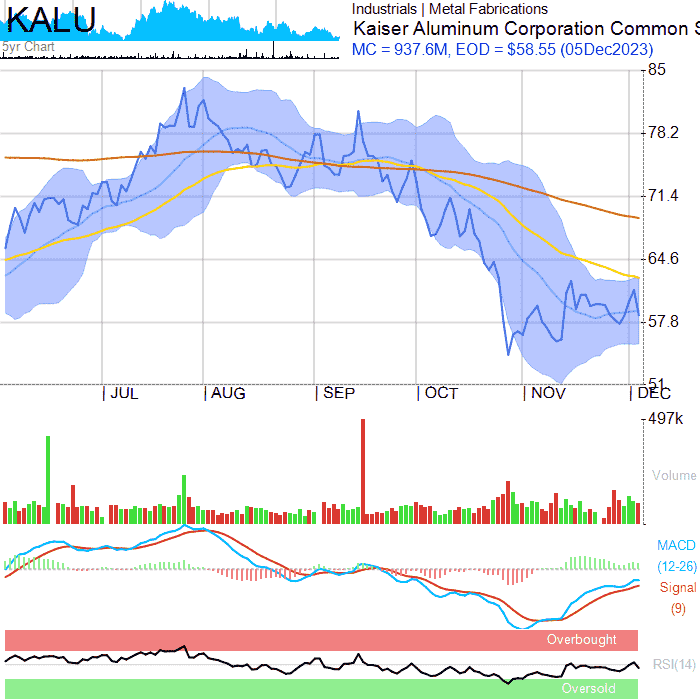 KALU
5yr Chart
Industrials | Metal Fabrications
Kaiser Aluminum Corporation Common S
MC = 937.6M, EOD = $58.55 (05Dec2023)
85
78.2
71.4
64.6
57.8
51
|JUL |AUG |SEP |OCT |NOV |DEC
497k
Volume
MACD
(12-26)
Signal
(9)
Overbought
RSI(14)
Oversold